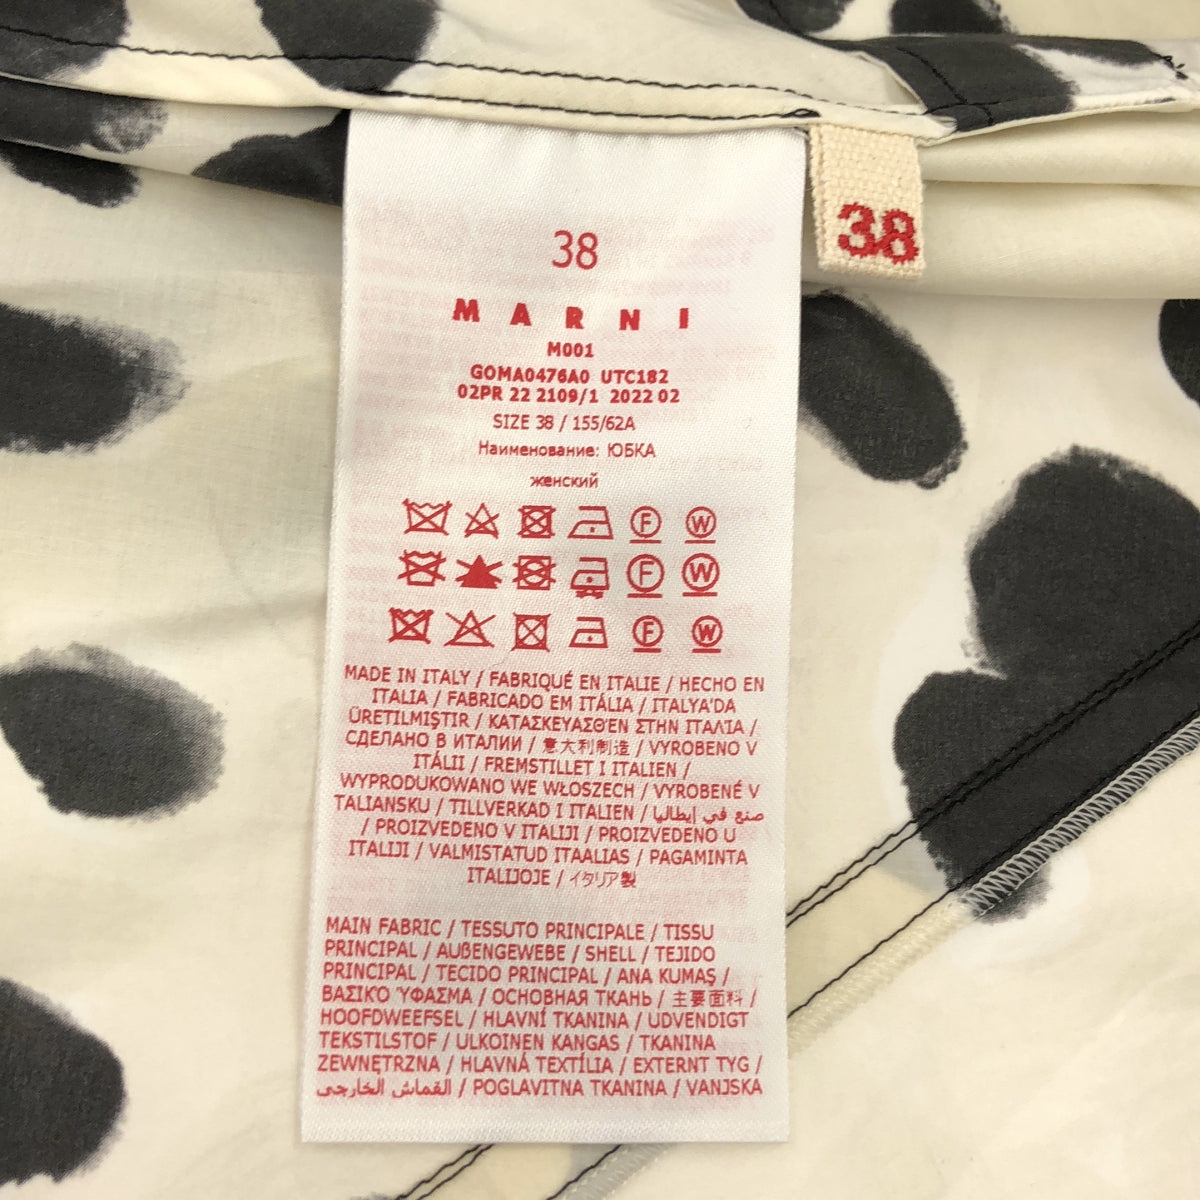 38
38
MARNI
M001
GOMA0476A0 UTC182
02PR 22 2109/1 2022 02
SIZE 38 / 155/62A
Наименование: ЮБКА
женский
F W
F W
F W
MADE IN ITALY / FABRIQUÉ EN ITALIE / HECHO EN
ITALIA / FABRICADO EM ITÁLIA / ITALYA'DA
ÜRETILMIŞTIR / ΚΑΤΑΣΚΕΥΑΣΘ'ΕΝ ΣΤΗΝ ΙΤΑΛΙΑ /
СДЕЛАНО В ИТАЛИИ / 意大利制造 / VYROBENO V
ITÁLII / FREMSTILLET I ITALIEN /
WYPRODUKOWANO WE WŁOSZECH / VYROBENÉ V
TALIANSKU / TILLVERKAD I ITALIEN / صنع في إيطاليا
/ PROIZVEDENO V ITALIJI / PROIZVEDENO U
ITALIJI / VALMISTATUD ITAALIAS / PAGAMINTA
ITALIJOJE / イタリア製
MAIN FABRIC / TESSUTO PRINCIPALE / TISSU
PRINCIPAL / AUßENGEWEBE / SHELL / TEJIDO
PRINCIPAL / TECIDO PRINCIPAL / ANA KUMAŞ /
ΒΑΣΙΚΌ ΎΦΑΣΜΑ / ОСНОВНАЯ ТКАНЬ / 主要面料 /
HOOFDWEEFSEL / HLAVNÍ TKANINA / UDVENDIGT
TEKSTILSTOF / ULKOINEN KANGAS / TKANINA
ZEWNĘTRZNA / HLAVNÁ TEXTÍLIA / EXTERNT TYG /
القماش الخارجى / POGLAVITNA TKANINA / VANJSKA